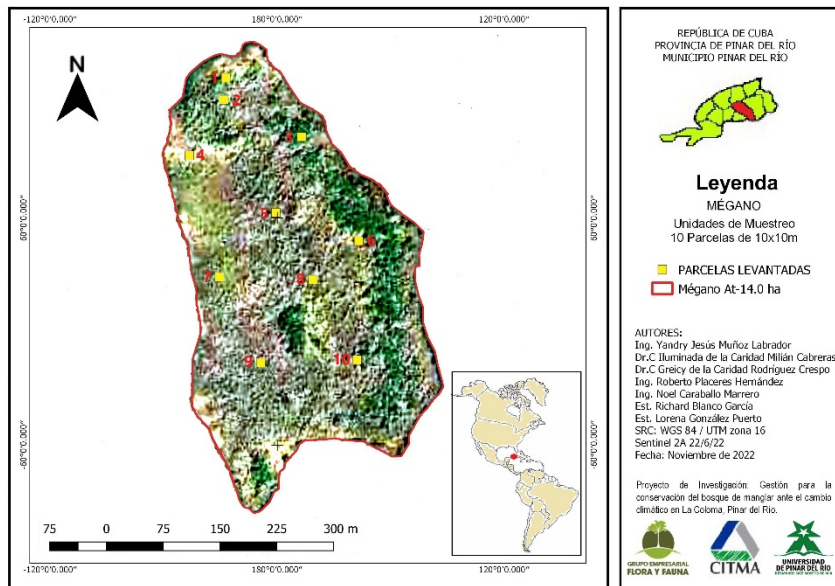 -120°0'0.000"
180°0'0.000"
120°0'0.000"
N
60°0'0.000"
60°0'0.000"
-60°0'0.000"
-60°0'0.000"
1
2
3
4
5
6
7
8
9
10
75 0 75 150 225 300 m
-120°0'0.000"
180°0'0.000"
120°0'0.000"
REPÚBLICA DE CUBA
PROVINCIA DE PINAR DEL RÍO
MUNICIPIO PINAR DEL RÍO
Leyenda
MÉGANO
Unidades de Muestreo
10 Parcelas de 10x10m
PARCELAS LEVANTADAS
Mégano At-14.0 ha
AUTORES:
Ing. Yandry Jesús Muñoz Labrador
Dr.C Iluminada de la Caridad Milián Cabreras
Dr.C Greicy de la Caridad Rodríguez Crespo
Ing. Roberto Placeres Hernández
Ing. Noel Caraballo Marrero
Est. Richard Blanco García
Est. Lorena González Puerto
SRC: WGS 84 / UTM zona 16
Sentinel 2A 22/6/22
Fecha: Noviembre de 2022
Proyecto de Investigación: Gestión para la
conservación del bosque de manglar ante el cambio
climático en La Coloma, Pinar del Río.
GRUPO EMPRESARIAL
FLORA Y FAUNA
CITMA
UNIVERSIDAD
DE PINAR DEL RÍO